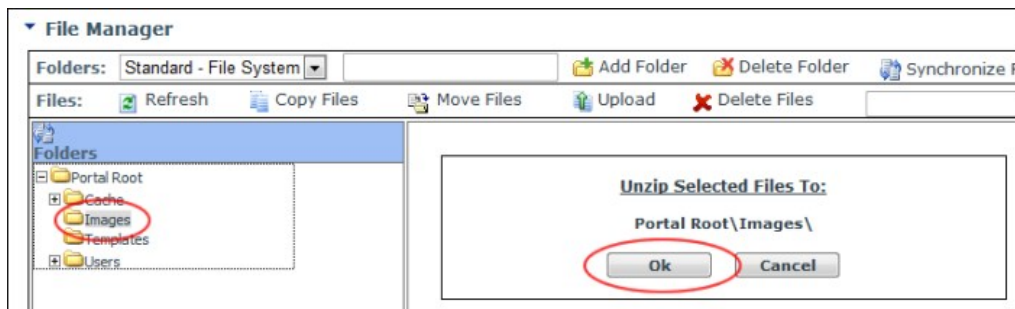 File Manager
Folders: Standard - File System Add Folder Delete Folder Synchronize
Files: Refresh Copy Files Move Files Upload Delete Files
Folders
Portal Root
Cache
Images
Templates
Users
Unzip Selected Files To:
Portal Root\Images\
Ok Cancel